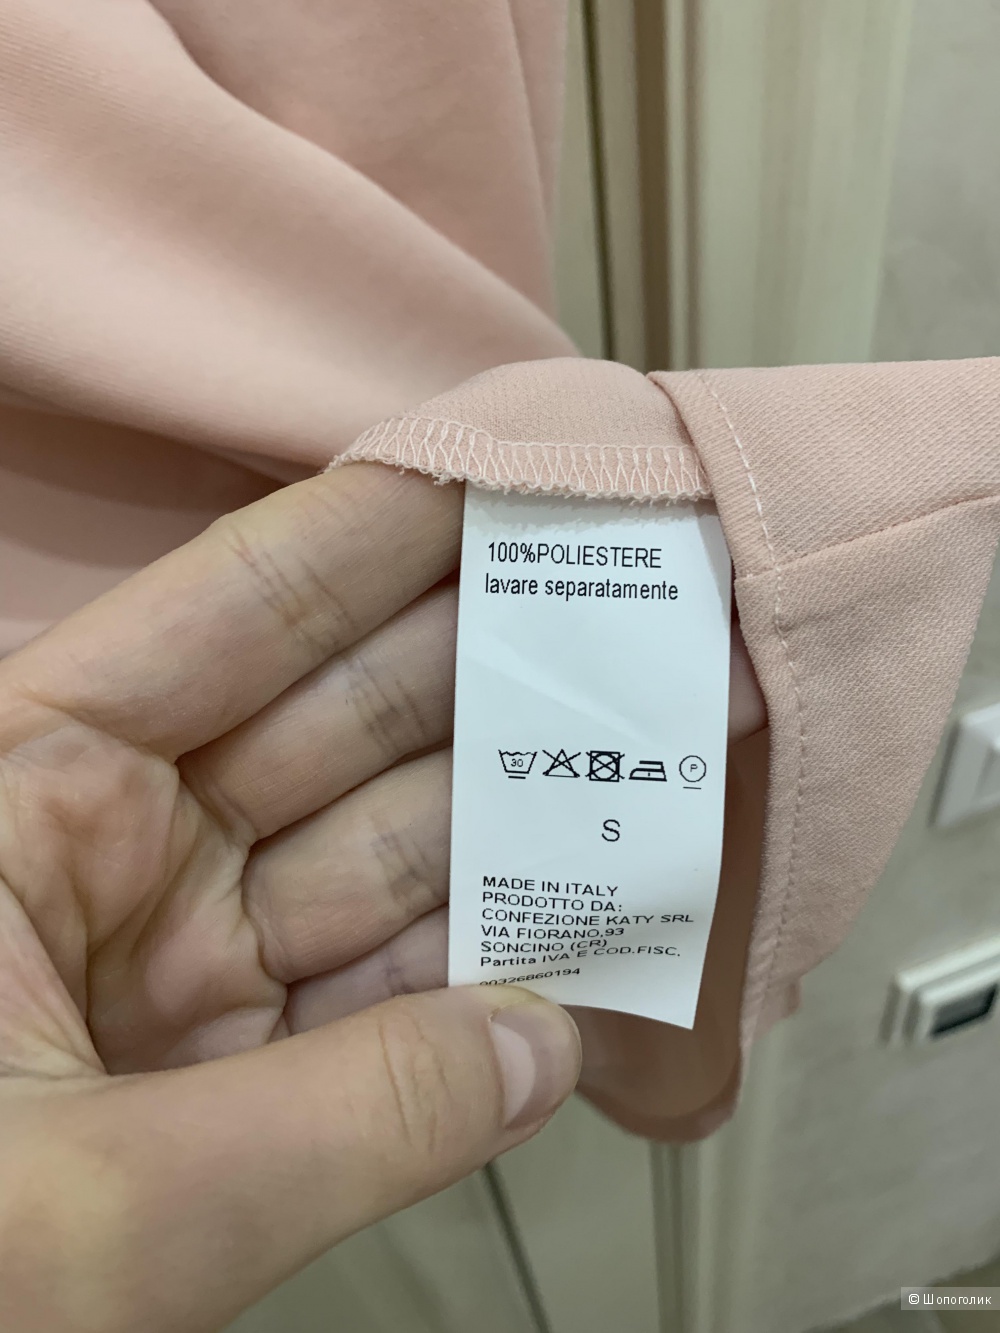 100%POLIESTERE
lavare separatamente
30
P
S
MADE IN ITALY
PRODOTTO DA:
CONFEZIONE KATY SRL
VIA FIORANO,93
SONCINO (CR)
Partita IVA E COD.FISC.
00326860194
© Шопоголик